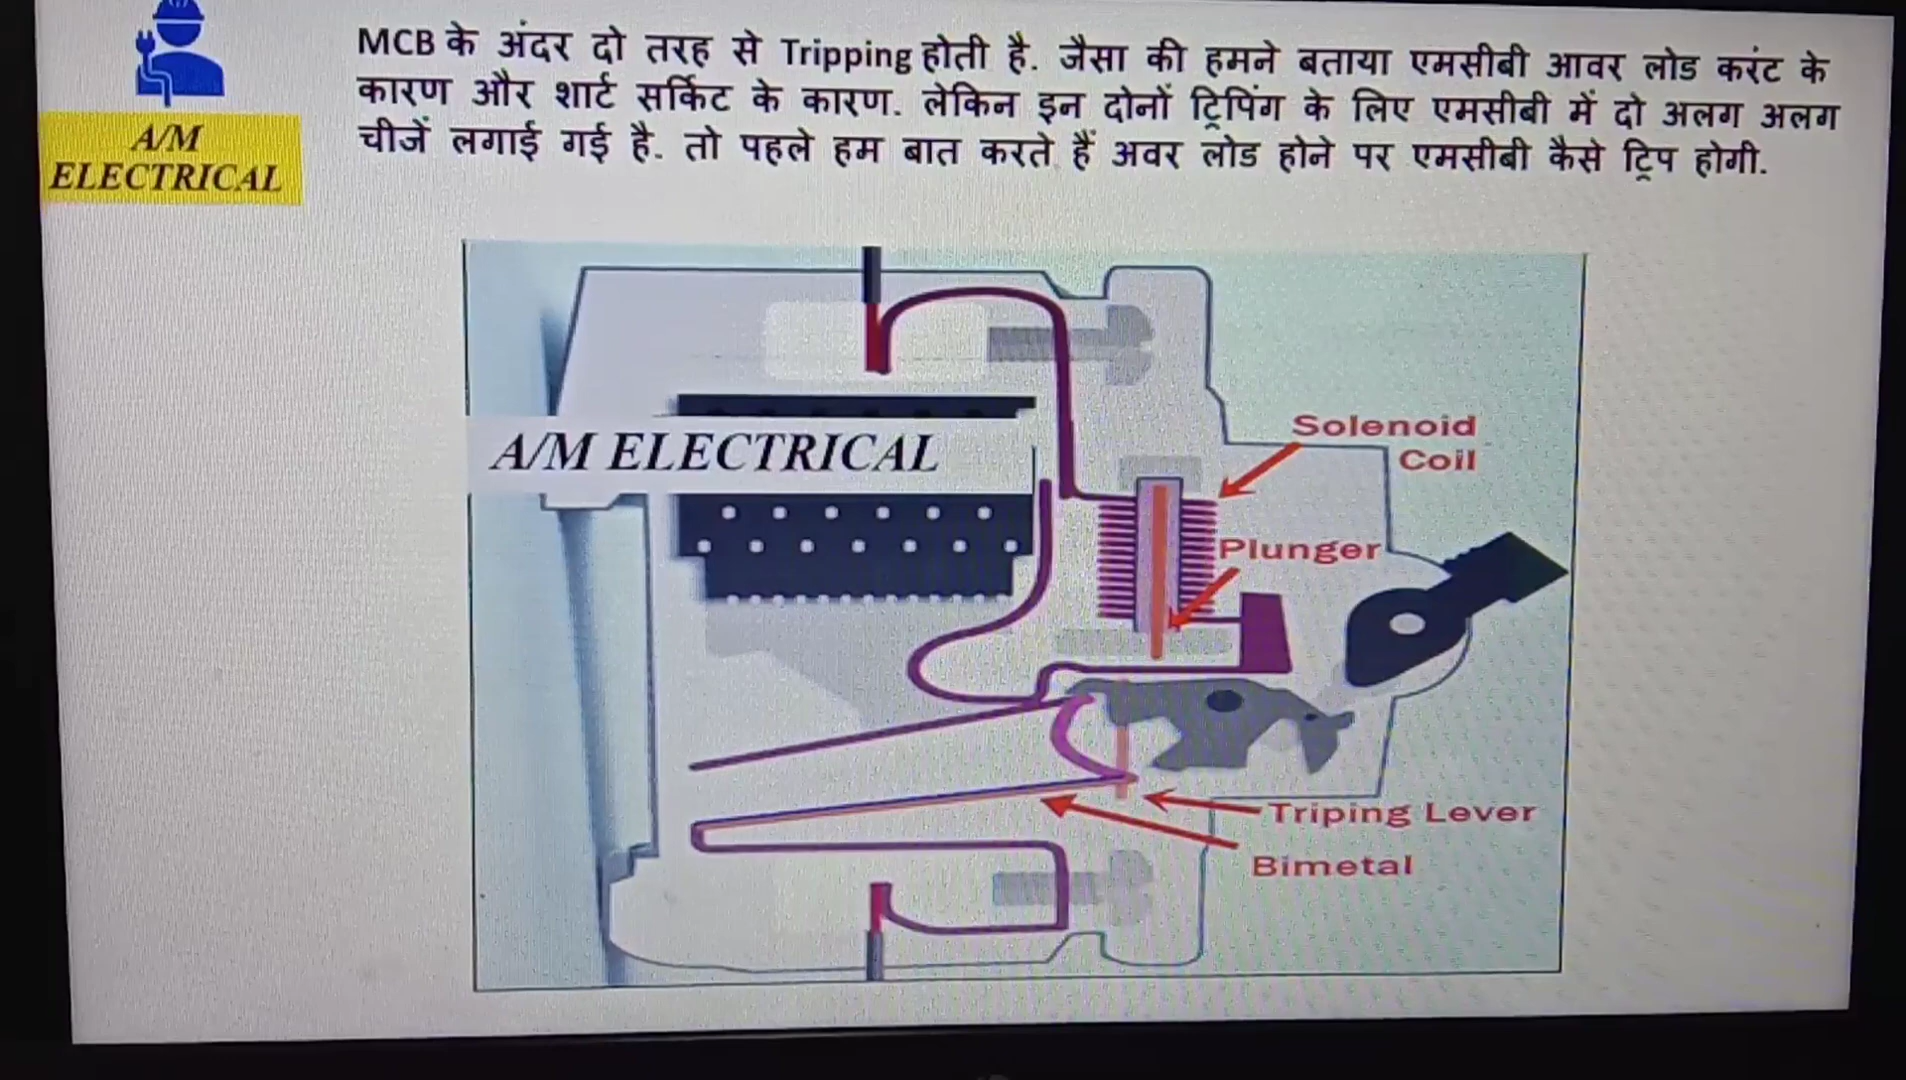 MCB के अंदर दो तरह से Tripping होती है. जैसा की हमने बताया एमसीबी आवर लोड करंट के
कारण और शार्ट सर्किट के कारण. लेकिन इन दोनों ट्रिपिंग के लिए एमसीबी में दो अलग अलग
चीजें लगाई गई है. तो पहले हम बात करते हैं अवर लोड होने पर एमसीबी कैसे ट्रिप होगी.
A/M
ELECTRICAL
A/M ELECTRICAL
Solenoid
Coil
Plunger
Triping Lever
Bimetal